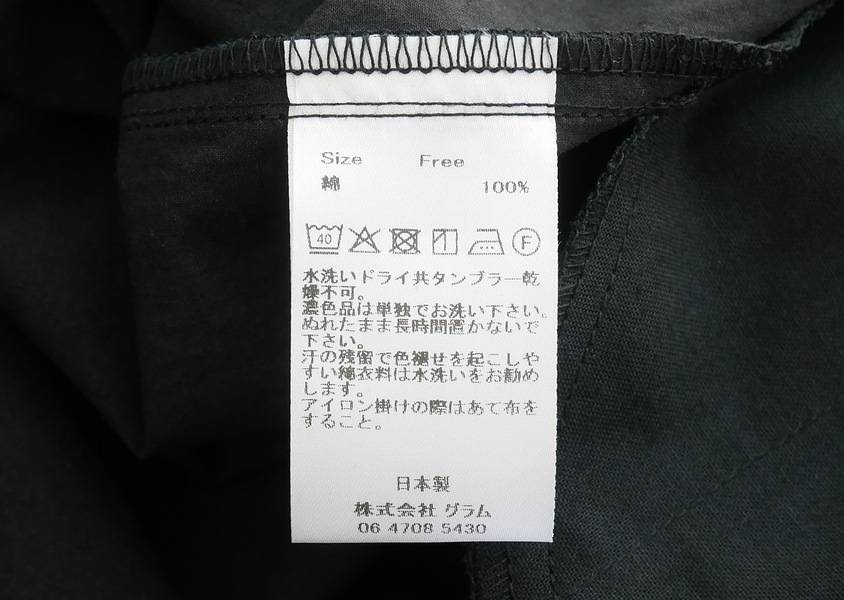 Size Free
綿 100%
40 F
水洗いドライ共タンブラー乾
燥不可。
濃色品は単独でお洗い下さい。
ぬれたまま長時間置かないで
下さい。
汗の残留で色褪せを起こしや
すい綿衣料は水洗いをお勧め
します。
アイロン掛けの際はあて布を
すること。
日本製
株式会社 グラム
06 4708 5430